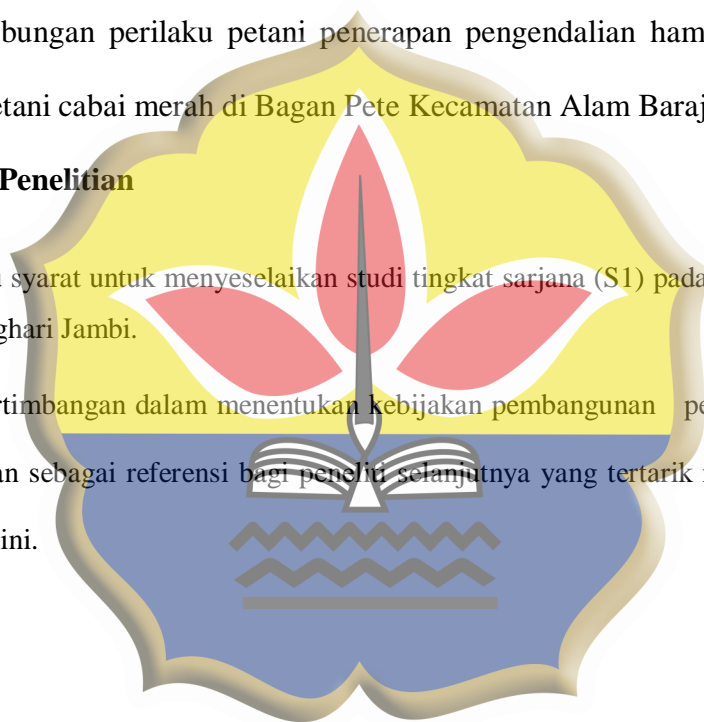 bungan perilaku petani penerapan pengendalian ham
etani cabai merah di Bagan Pete Kecamatan Alam Baraj
Penelitian
u syarat untuk menyeselaikan studi tingkat sarjana (S1) pada
ghari Jambi.
rtimbangan dalam menentukan kebijakan pembangunan pe
an sebagai referensi bagi peneliti selanjutnya yang tertarik
ini.